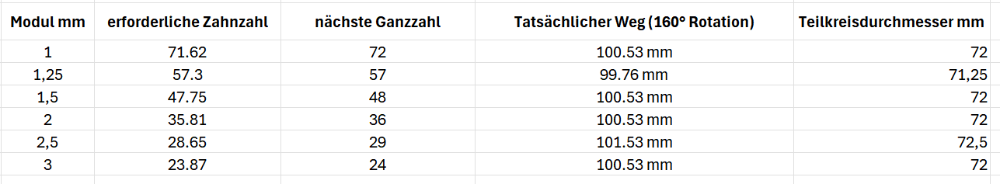 Modul mm erforderliche Zahnzahl nächste Ganzzahl Tatsächlicher Weg (160° Rotation) Teilkreisdurchmesser mm
1 71.62 72 100.53 mm 72
1,25 57.3 57 99.76 mm 71,25
1,5 47.75 48 100.53 mm 72
2 35.81 36 100.53 mm 72
2,5 28.65 29 101.53 mm 72,5
3 23.87 24 100.53 mm 72